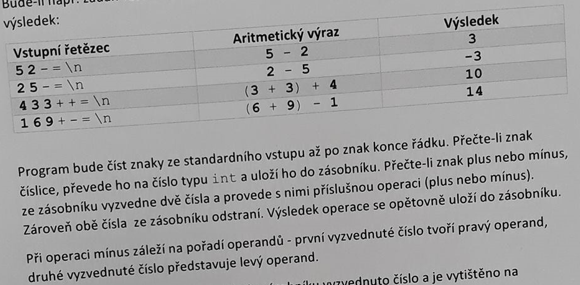 výsledek:
Vstupní řetězec Aritmetický výraz Výsledek
5 2 - = \n 5 - 2 3
2 5 - = \n 2 - 5 -3
4 3 3 + + = \n (3 + 3) + 4 10
1 6 9 + - = \n (6 + 9) - 1 14
Program bude číst znaky ze standardního vstupu až po znak konce řádku. Přečte-li znak
číslice, převede ho na číslo typu int a uloží ho do zásobníku. Přečte-li znak plus nebo mínus,
ze zásobníku vyzvedne dvě čísla a provede s nimi příslušnou operaci (plus nebo mínus).
Zároveň obě čísla ze zásobníku odstraní. Výsledek operace se opětovně uloží do zásobníku.
Při operaci mínus záleží na pořadí operandů - první vyzvednuté číslo tvoří pravý operand,
druhé vyzvednuté číslo představuje levý operand.
vyzvednuto číslo a je vytištěno na